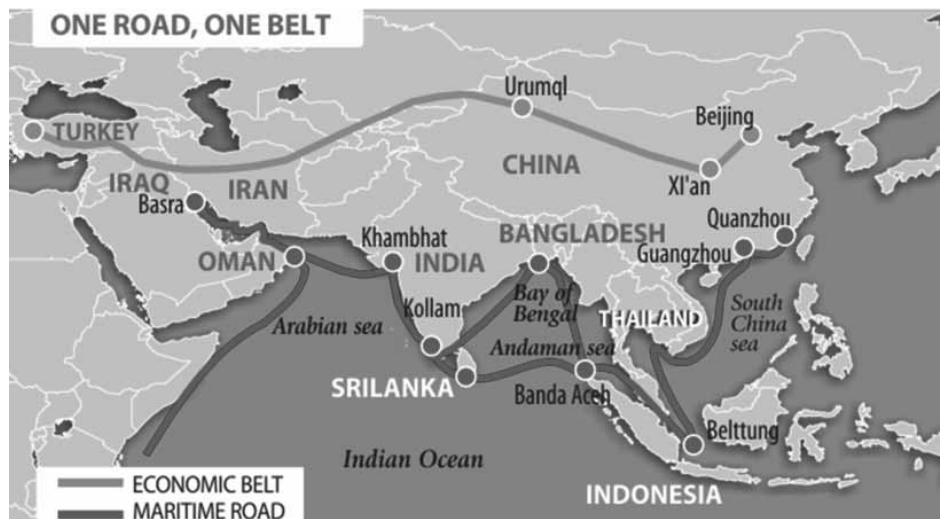 ONE ROAD, ONE BELT
Urumql
Beijing
TURKEY
CHINA
IRAQ
IRAN
XI'an
Basra
Quanzhou
Khambhat
BANGLADESH
Guangzhou
OMAN
INDIA
Kollam
Bay of
Bengal
South
China
sea
Arabian sea
THAILAND
Andaman sea
SRILANKA
Banda Aceh
Belttung
Indian Ocean
INDONESIA
ECONOMIC BELT
MARITIME ROAD